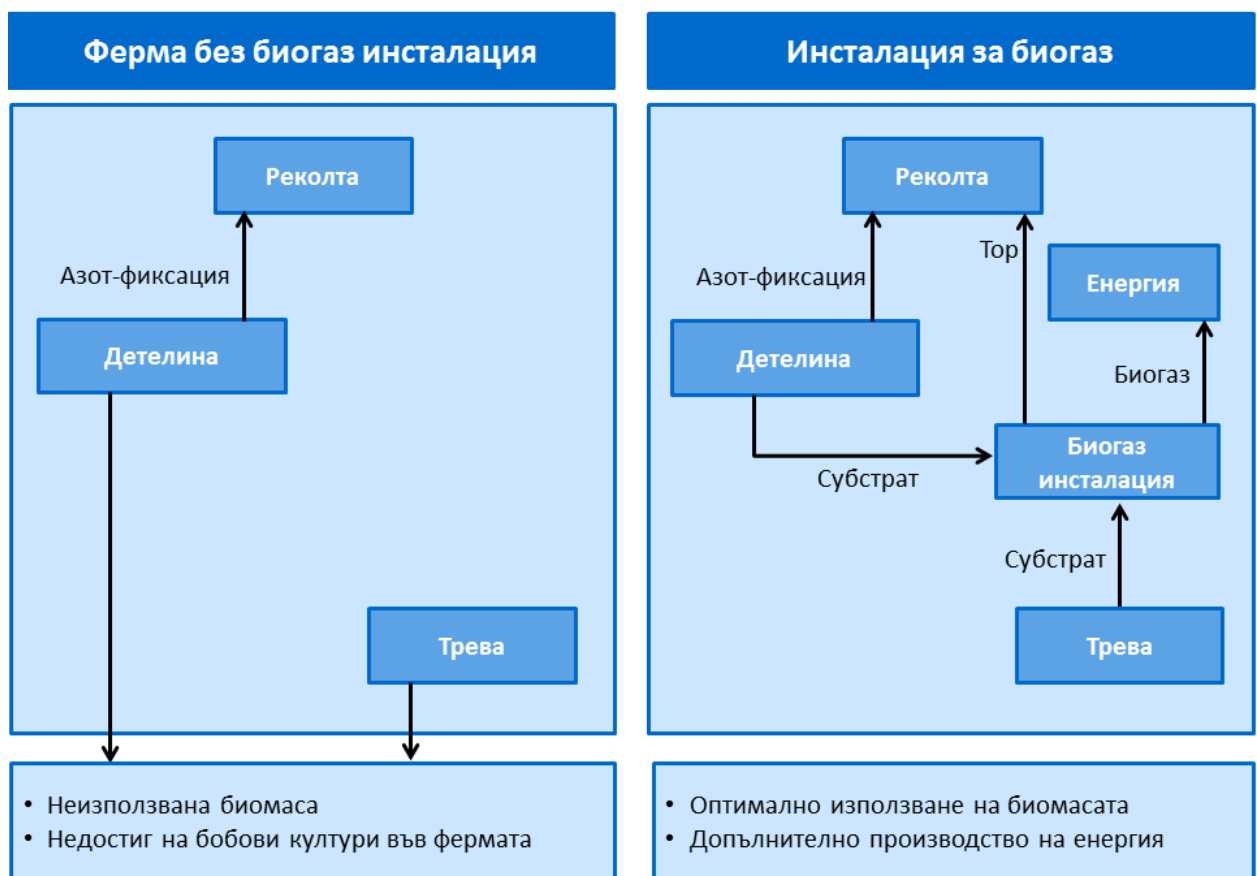 Ферма без биогаз инсталация
Реколта
Азот-фиксация
Детелина
Трева
• Неизползвана биомаса
• Недостиг на бобови култури във фермата
Инсталация за биогаз
Реколта
Тор
Азот-фиксация
Енергия
Детелина
Биогаз
Биогаз
инсталация
Субстрат
Субстрат
Трева
• Оптимално използване на биомасата
• Допълнително производство на енергия